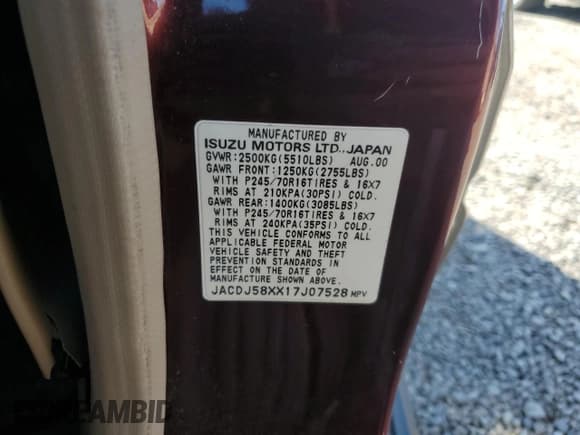 MANUFACTURED BY
ISUZU MOTORS LTD., JAPAN
GVWR:2500KG(5510LBS) AUG.00
GAWR FRONT:1250KG(2755LBS)
WITH P245/70R16TIRES & 16X7
RIMS AT 210KPA(30PSI) COLD.
GAWR REAR:1400KG(3085LBS)
WITH P245/70R16TIRES & 16X7
RIMS AT 240KPA(35PSI) COLD.
THIS VEHICLE CONFORMS TO ALL
APPLICABLE FEDERAL MOTOR
VEHICLE SAFETY AND THEFT
PREVENTION STANDARDS IN
EFFECT ON THE DATE OF
MANUFACTURE SHOWN ABOVE.
JACDJ58XX17J07528 MPV